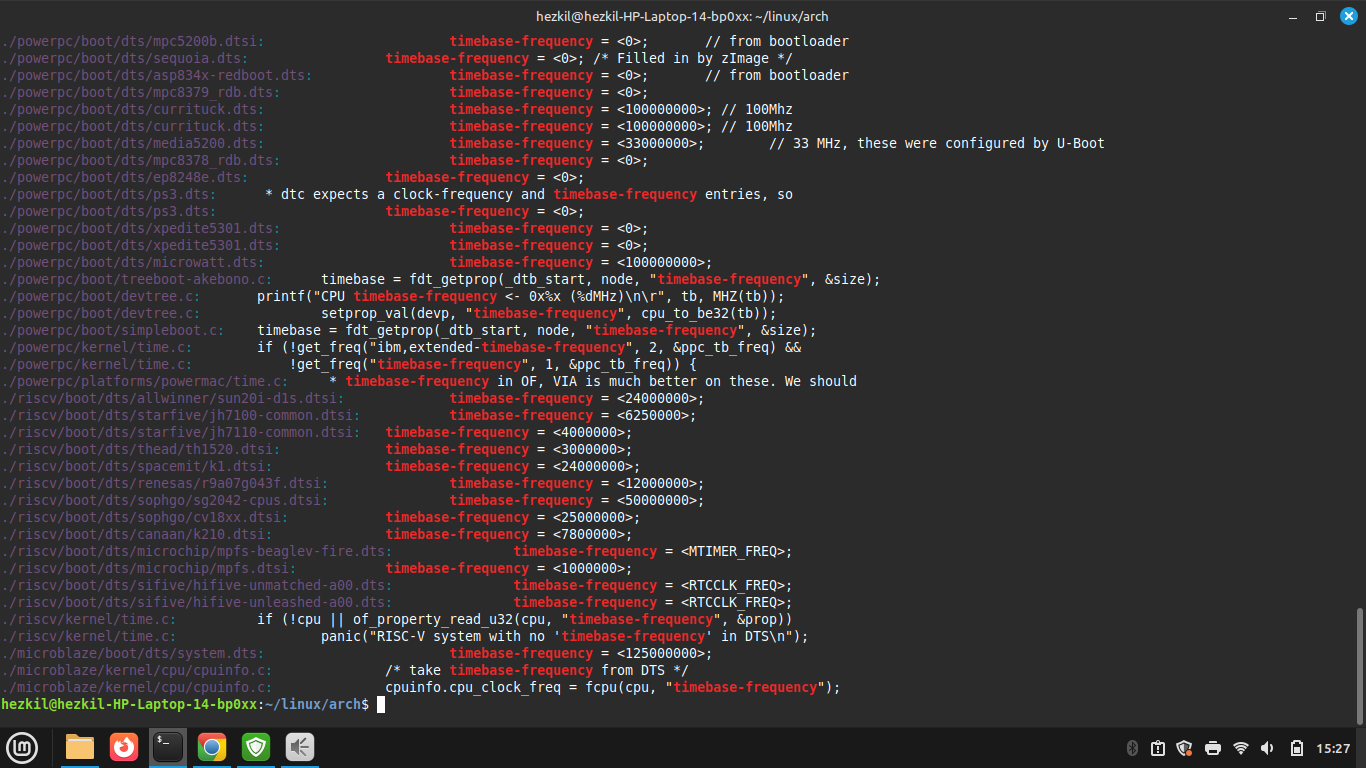 hezkil@hezkil-HP-Laptop-14-bp0xx: ~/linux/arch
./powerpc/boot/dts/mpc5200b.dtsi: timebase-frequency = <0>; // from bootloader
./powerpc/boot/dts/sequoia.dts: timebase-frequency = <0>; /* Filled in by zImage */
./powerpc/boot/dts/asp834x-redboot.dts: timebase-frequency = <0>; // from bootloader
./powerpc/boot/dts/mpc8379_rdb.dts: timebase-frequency = <0>;
./powerpc/boot/dts/currituck.dts: timebase-frequency = <100000000>; // 100Mhz
./powerpc/boot/dts/currituck.dts: timebase-frequency = <100000000>; // 100Mhz
./powerpc/boot/dts/media5200.dts: timebase-frequency = <33000000>; // 33 MHz, these were configured by U-Boot
./powerpc/boot/dts/mpc8378_rdb.dts: timebase-frequency = <0>;
./powerpc/boot/dts/ep8248e.dts: timebase-frequency = <0>;
./powerpc/boot/dts/ps3.dts: * dtc expects a clock-frequency and timebase-frequency entries, so
./powerpc/boot/dts/ps3.dts: timebase-frequency = <0>;
./powerpc/boot/dts/xpedite5301.dts: timebase-frequency = <0>;
./powerpc/boot/dts/xpedite5301.dts: timebase-frequency = <0>;
./powerpc/boot/dts/microwatt.dts: timebase-frequency = <100000000>;
./powerpc/boot/treeboot-akebono.c: timebase = fdt_getprop(_dtb_start, node, "timebase-frequency", &size);
./powerpc/boot/devtree.c: printf("CPU timebase-frequency <- 0x%x (%dMHz)\n\r", tb, MHZ(tb));
./powerpc/boot/devtree.c: setprop_val(devp, "timebase-frequency", cpu_to_be32(tb));
./powerpc/boot/simpleboot.c: timebase = fdt_getprop(_dtb_start, node, "timebase-frequency", &size);
./powerpc/kernel/time.c: if (!get_freq("ibm,extended-timebase-frequency", 2, &ppc_tb_freq) &&
./powerpc/kernel/time.c: !get_freq("timebase-frequency", 1, &ppc_tb_freq)) {
./powerpc/platforms/powermac/time.c: * timebase-frequency in OF, VIA is much better on these. We should
./riscv/boot/dts/allwinner/sun20i-d1s.dtsi: timebase-frequency = <24000000>;
./riscv/boot/dts/starfive/jh7100-common.dtsi: timebase-frequency = <6250000>;
./riscv/boot/dts/starfive/jh7110-common.dtsi: timebase-frequency = <4000000>;
./riscv/boot/dts/thead/th1520.dtsi: timebase-frequency = <3000000>;
./riscv/boot/dts/spacemit/k1.dtsi: timebase-frequency = <24000000>;
./riscv/boot/dts/renesas/r9a07g043f.dtsi: timebase-frequency = <12000000>;
./riscv/boot/dts/sophgo/sg2042-cpus.dtsi: timebase-frequency = <50000000>;
./riscv/boot/dts/sophgo/cv18xx.dtsi: timebase-frequency = <25000000>;
./riscv/boot/dts/canaan/k210.dtsi: timebase-frequency = <7800000>;
./riscv/boot/dts/microchip/mpfs-beaglev-fire.dts: timebase-frequency = <MTIMER_FREQ>;
./riscv/boot/dts/microchip/mpfs.dtsi: timebase-frequency = <1000000>;
./riscv/boot/dts/sifive/hifive-unmatched-a00.dts: timebase-frequency = <RTCCLK_FREQ>;
./riscv/boot/dts/sifive/hifive-unleashed-a00.dts: timebase-frequency = <RTCCLK_FREQ>;
./riscv/kernel/time.c: if (!cpu || of_property_read_u32(cpu, "timebase-frequency", &prop))
./riscv/kernel/time.c: panic("RISC-V system with no 'timebase-frequency' in DTS\n");
./microblaze/boot/dts/system.dts: timebase-frequency = <125000000>;
./microblaze/kernel/cpu/cpuinfo.c: /* take timebase-frequency from DTS */
./microblaze/kernel/cpu/cpuinfo.c: cpuinfo.cpu_clock_freq = fcpu(cpu, "timebase-frequency");
hezkil@hezkil-HP-Laptop-14-bp0xx:~/linux/arch$
15:27